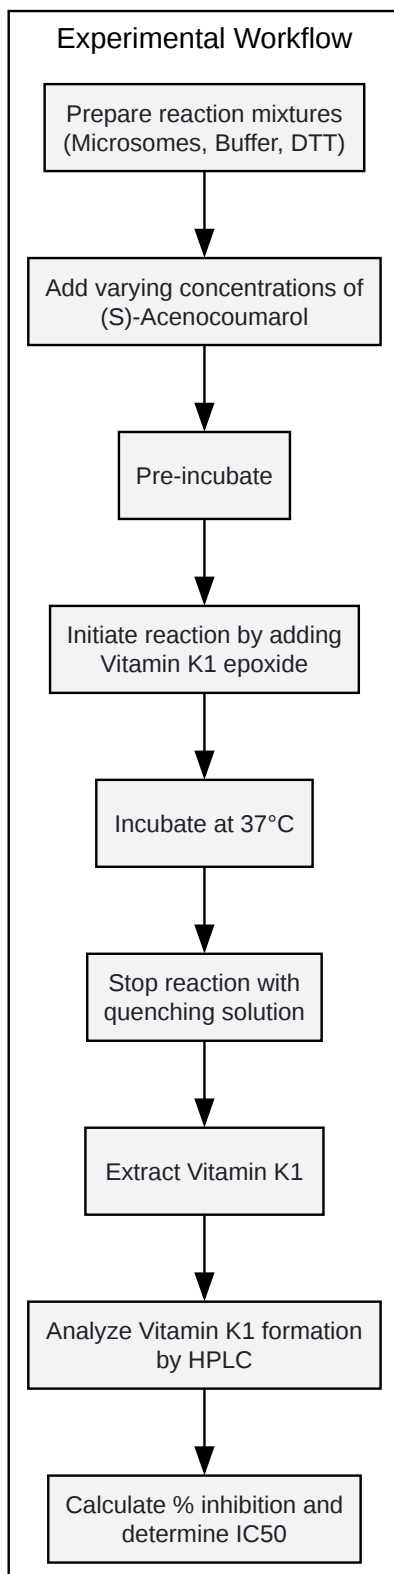 Experimental Workflow
Prepare reaction mixtures
(Microsomes, Buffer, DTT)
Add varying concentrations of
(S)-Acenocoumarol
Pre-incubate
Initiate reaction by adding
Vitamin K1 epoxide
Incubate at 37°C
Stop reaction with
quenching solution
Extract Vitamin K1
Analyze Vitamin K1 formation
by HPLC
Calculate % inhibition and
determine IC50